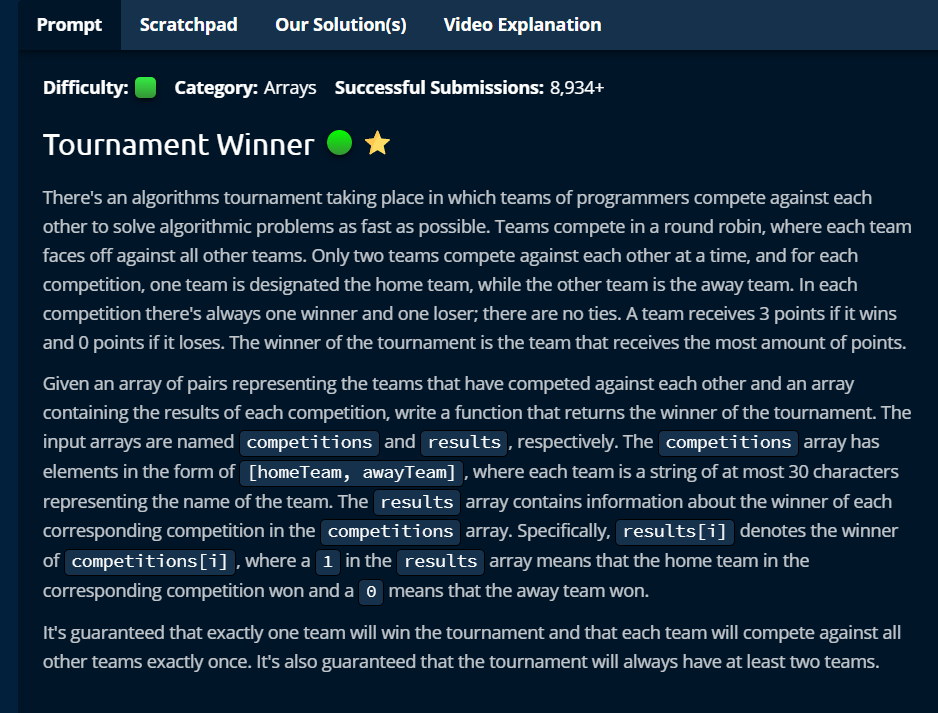 Prompt Scratchpad Our Solution(s) Video Explanation
Difficulty: Category: Arrays Successful Submissions: 8,934+
Tournament Winner
There's an algorithms tournament taking place in which teams of programmers compete against each
other to solve algorithmic problems as fast as possible. Teams compete in a round robin, where each team
faces off against all other teams. Only two teams compete against each other at a time, and for each
competition, one team is designated the home team, while the other team is the away team. In each
competition there's always one winner and one loser; there are no ties. A team receives 3 points if it wins
and 0 points if it loses. The winner of the tournament is the team that receives the most amount of points.
Given an array of pairs representing the teams that have competed against each other and an array
containing the results of each competition, write a function that returns the winner of the tournament. The
input arrays are named competitions and results, respectively. The competitions array has
elements in the form of [homeTeam, awayTeam], where each team is a string of at most 30 characters
representing the name of the team. The results array contains information about the winner of each
corresponding competition in the competitions array. Specifically, results[i] denotes the winner
of competitions[i], where a 1 in the results array means that the home team in the
corresponding competition won and a 0 means that the away team won.
It's guaranteed that exactly one team will win the tournament and that each team will compete against all
other teams exactly once. It's also guaranteed that the tournament will always have at least two teams.